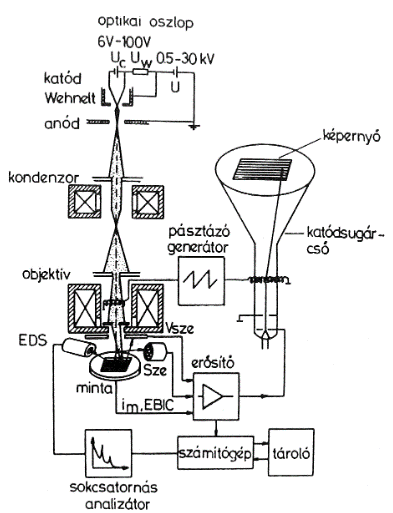 optikai oszlop
6V-100V
Uc Uw 0.5-30 kV
U
katód
Wehnelt
anód
képernyő
kondenzor
pásztázó
generátor
katódsugár-
cső
objektív
Vsze
EDS
Sze
erősítő
minta
im, EBIC
számítógép
tároló
sokcsatornás
analizátor